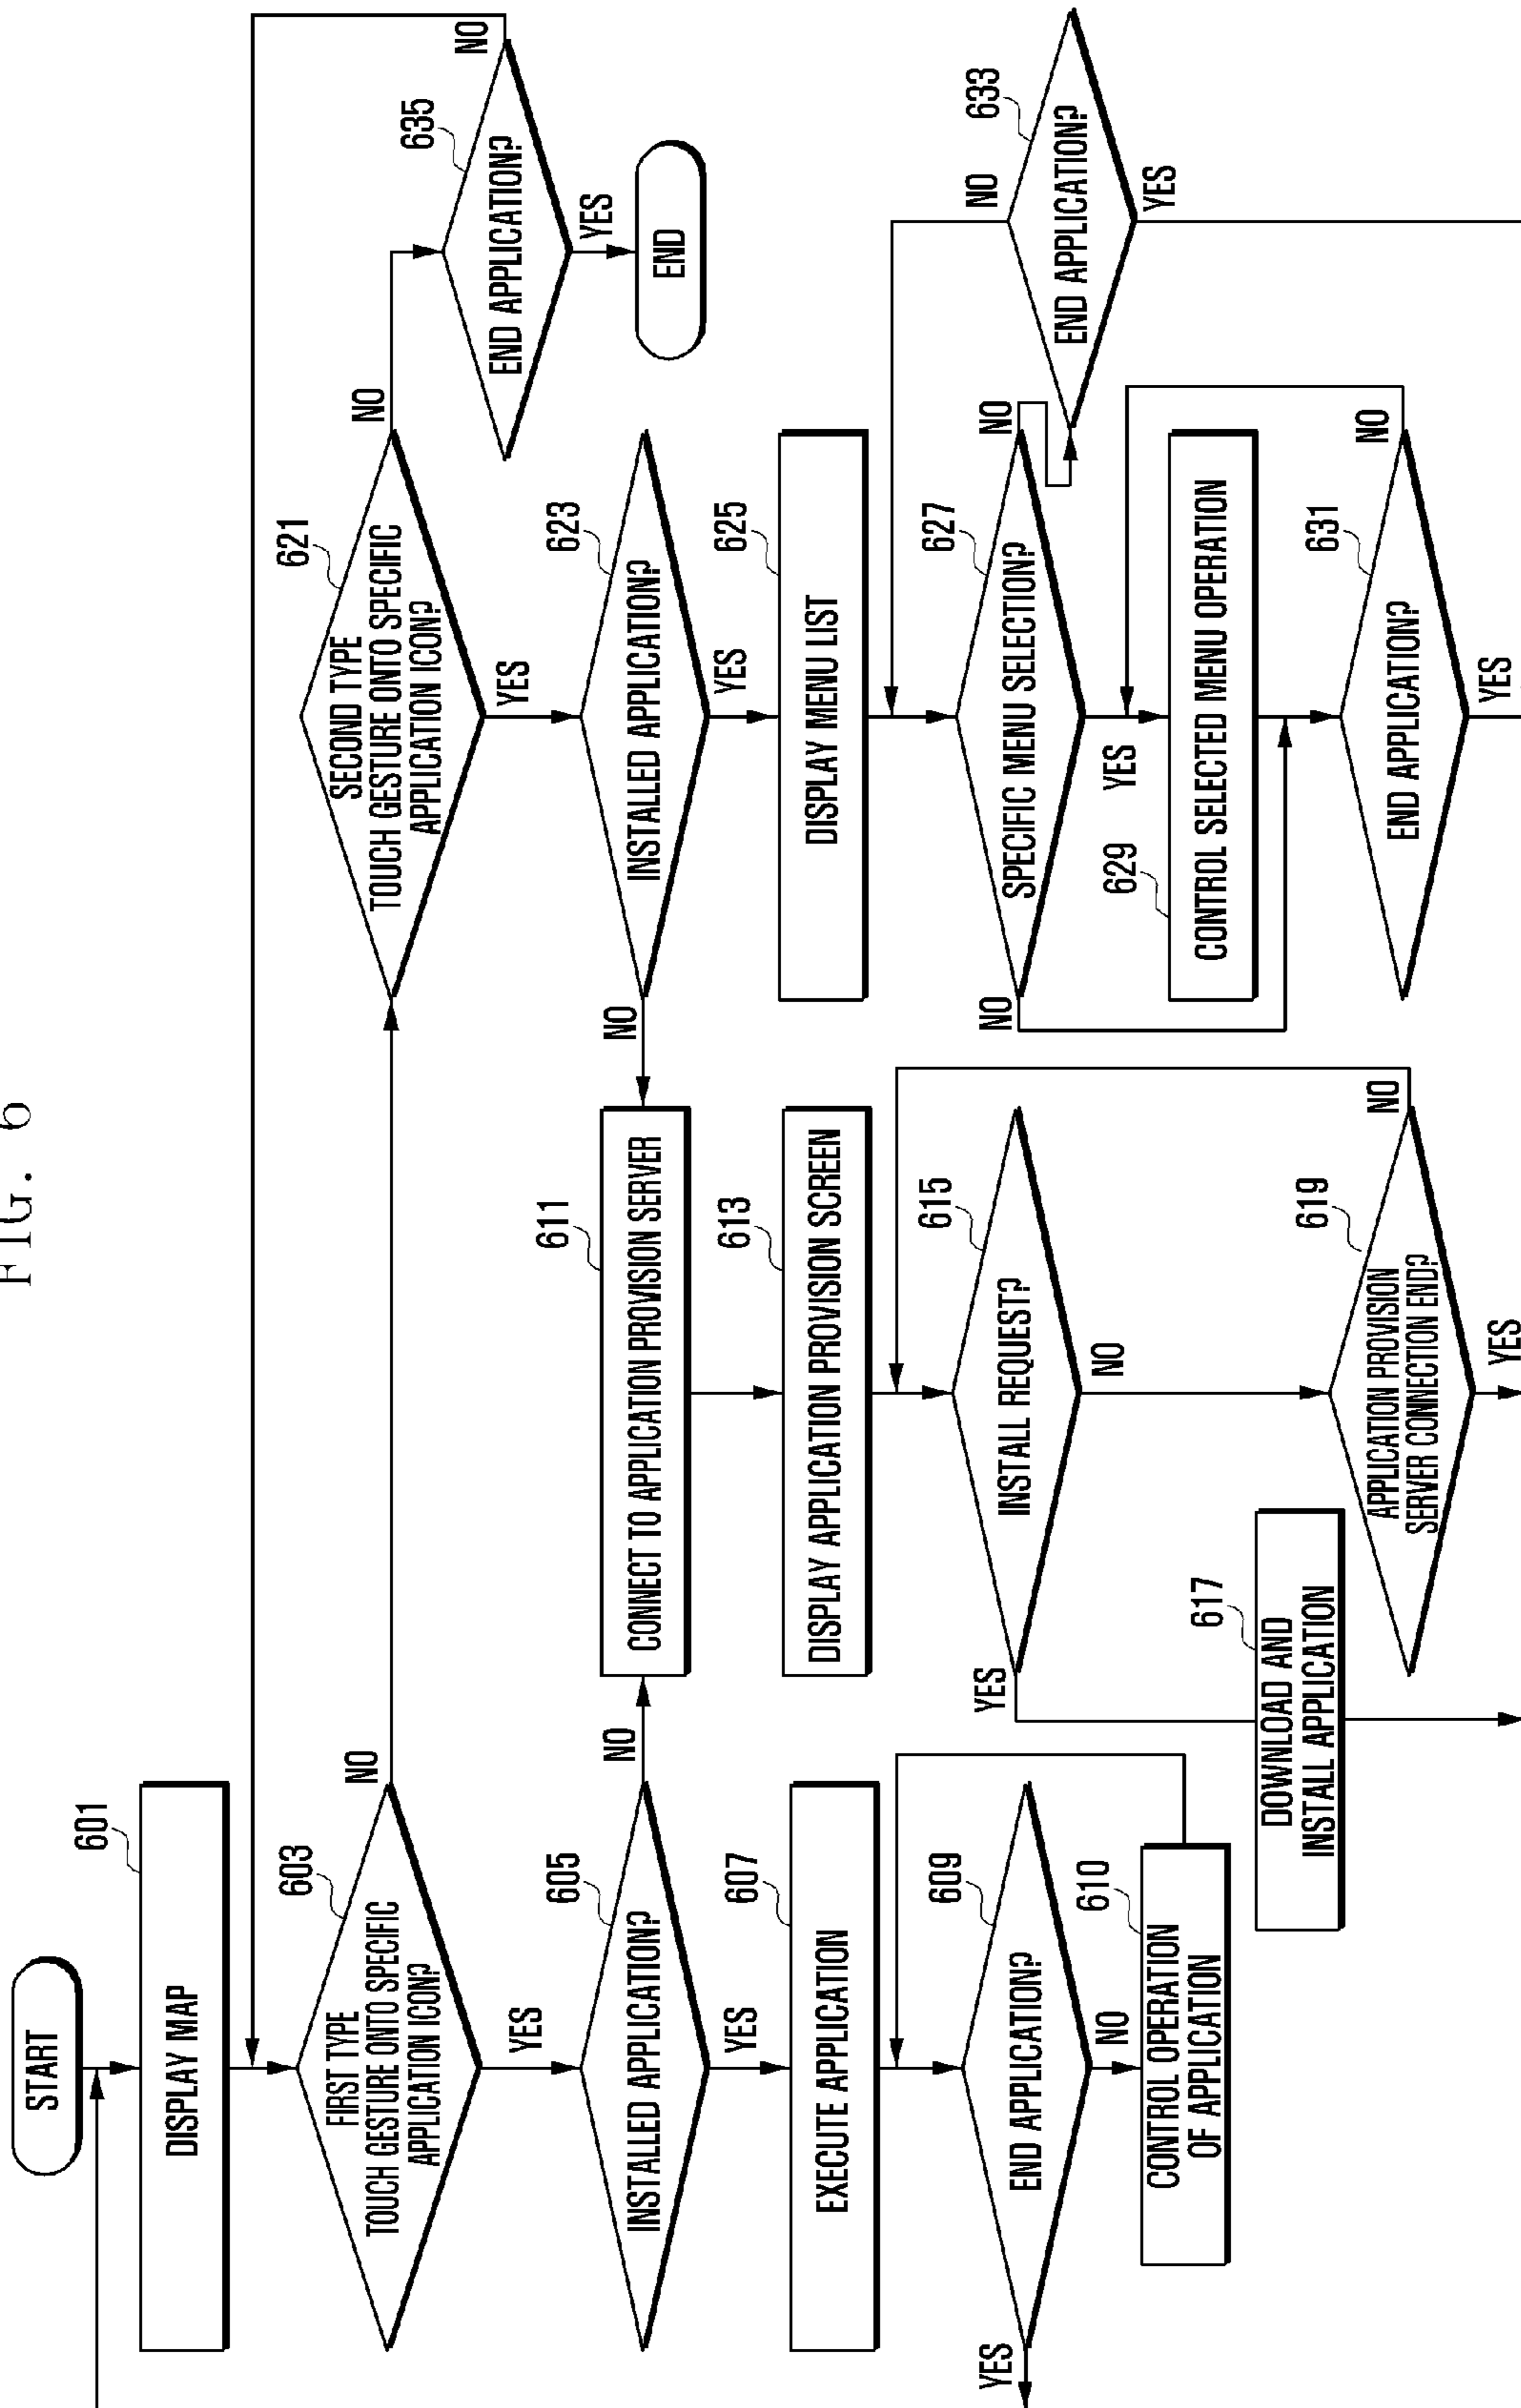 FIG. 6
START
601
DISPLAY MAP
603
FIRST TYPE
TOUCH GESTURE ONTO SPECIFIC
APPLICATION ICON?
NO
YES
605
INSTALLED APPLICATION?
NO
YES
607
EXECUTE APPLICATION
609
END APPLICATION?
YES
NO
610
CONTROL OPERATION
OF APPLICATION
611
CONNECT TO APPLICATION PROVISION SERVER
613
DISPLAY APPLICATION PROVISION SCREEN
615
INSTALL REQUEST?
YES
NO
617
DOWNLOAD AND
INSTALL APPLICATION
619
APPLICATION PROVISION
SERVER CONNECTION END?
NO
YES
621
SECOND TYPE
TOUCH GESTURE ONTO SPECIFIC
APPLICATION ICON?
NO
YES
623
INSTALLED APPLICATION?
NO
YES
625
DISPLAY MENU LIST
627
SPECIFIC MENU SELECTION?
NO
NO
YES
629
CONTROL SELECTED MENU OPERATION
631
END APPLICATION?
NO
YES
633
END APPLICATION?
NO
YES
635
END APPLICATION?
NO
YES
END